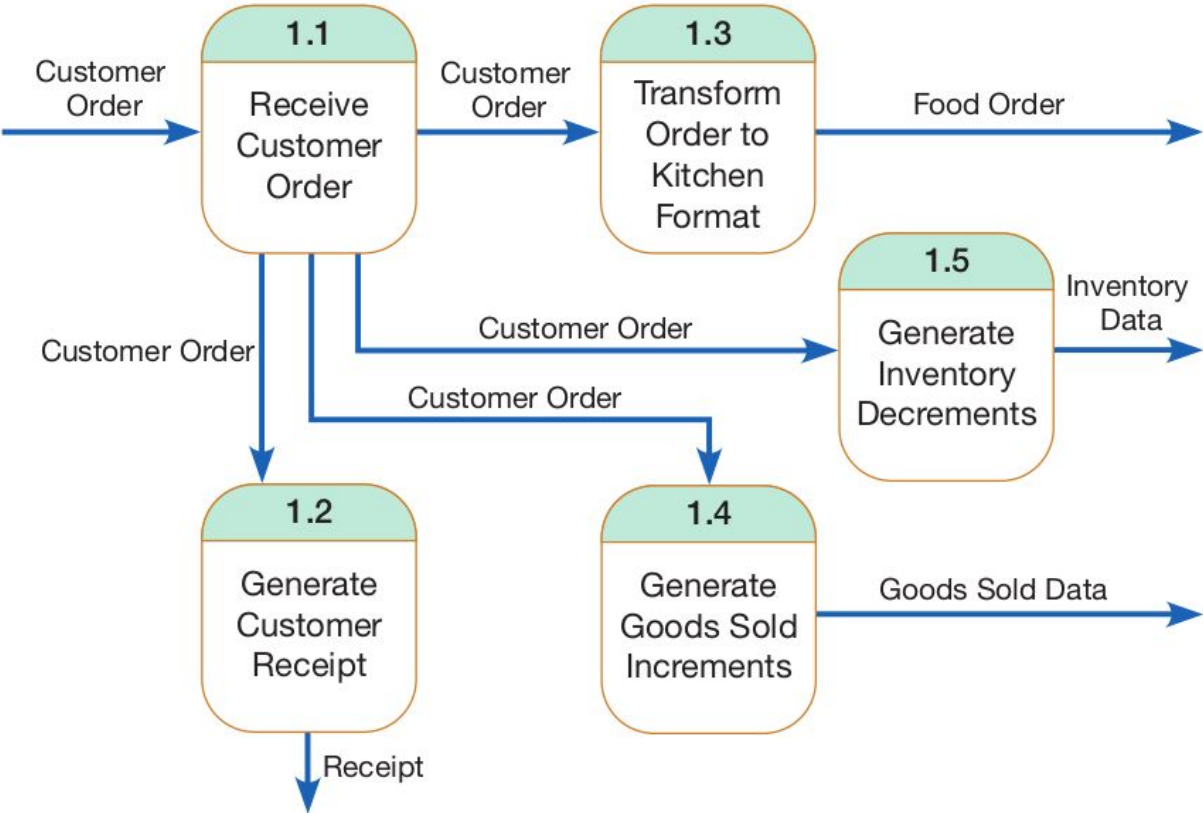 Customer
Order
1.1
Receive
Customer
Order
Customer
Order
1.3
Transform
Order to
Kitchen
Format
Food Order
Customer Order
Customer Order
Customer Order
1.5
Generate
Inventory
Decrements
Inventory
Data
1.2
Generate
Customer
Receipt
Receipt
1.4
Generate
Goods Sold
Increments
Goods Sold Data